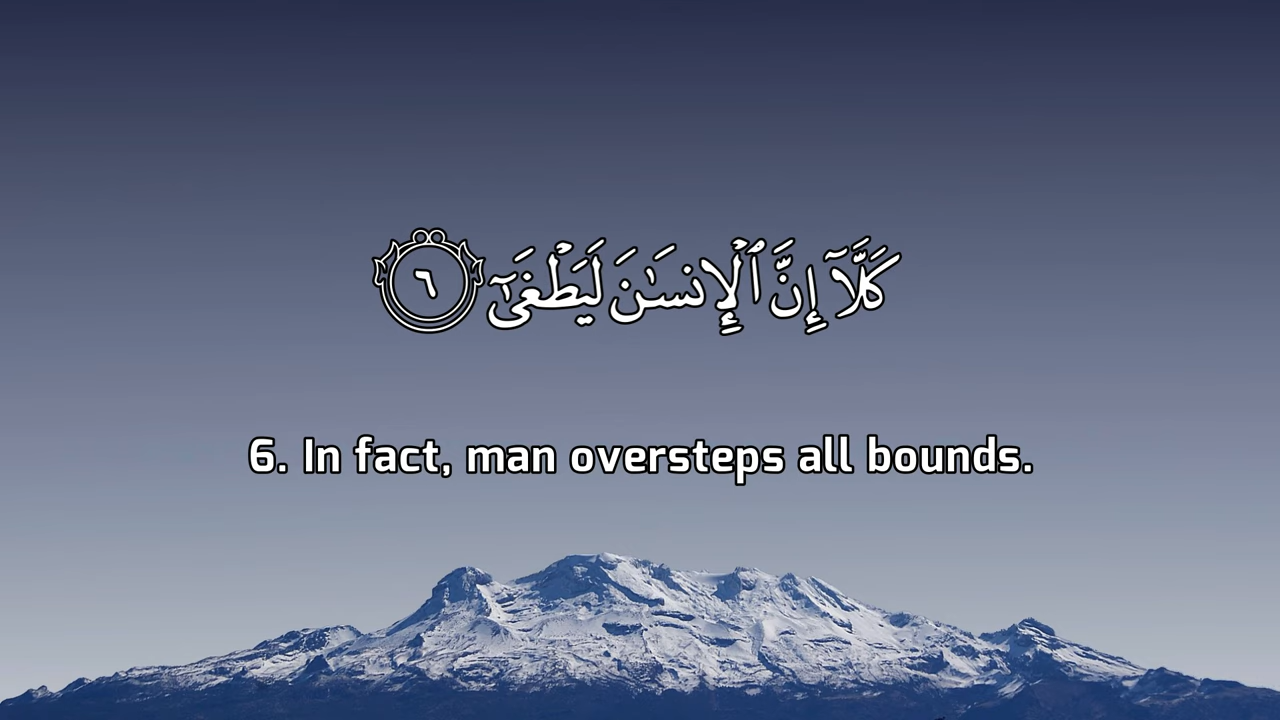 كَلَّآ إِنَّ ٱلْإِنسَـٰنَ لَيَطْغَىٰٓ ٦
6. In fact, man oversteps all bounds.